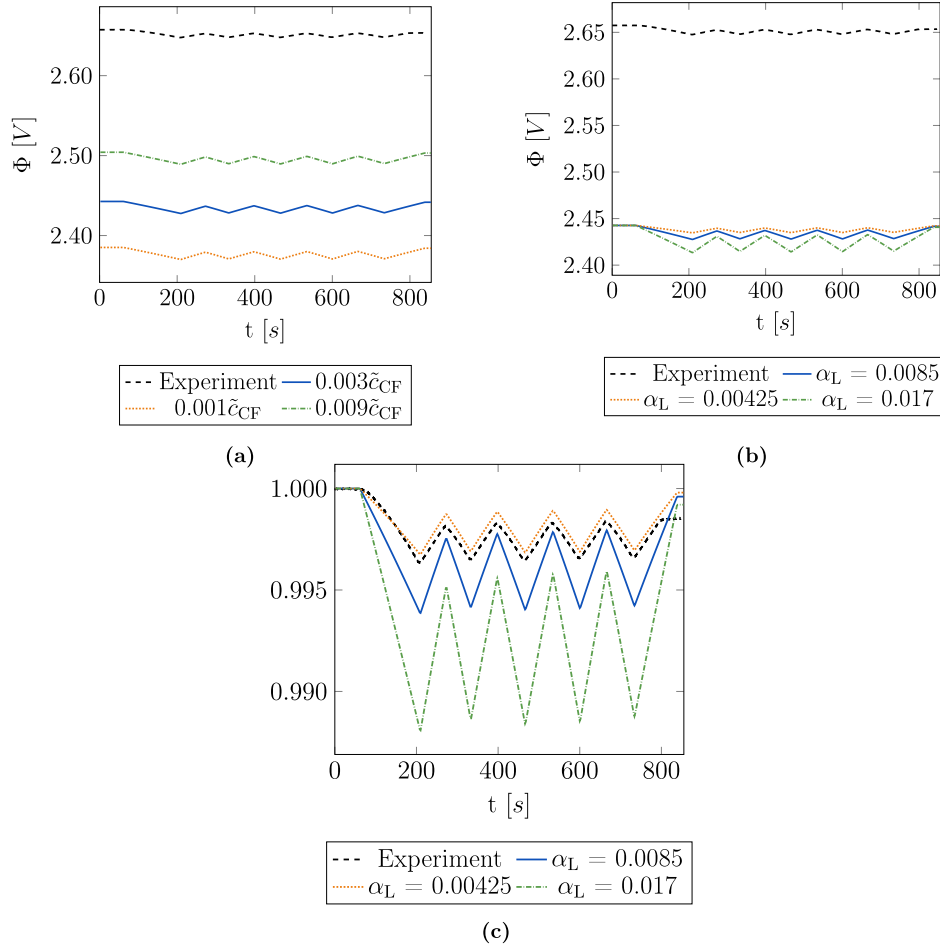 2.60
2.50
2.40
Φ [V]
0 200 400 600 800
t [s]
Experiment 0.003c̃CF
0.001c̃CF 0.009c̃CF
(a)
2.65
2.60
2.55
2.50
2.45
2.40
Φ [V]
0 200 400 600 800
t [s]
Experiment αL = 0.0085
αL = 0.00425 αL = 0.017
(b)
1.000
0.995
0.990
0 200 400 600 800
t [s]
Experiment αL = 0.0085
αL = 0.00425 αL = 0.017
(c)